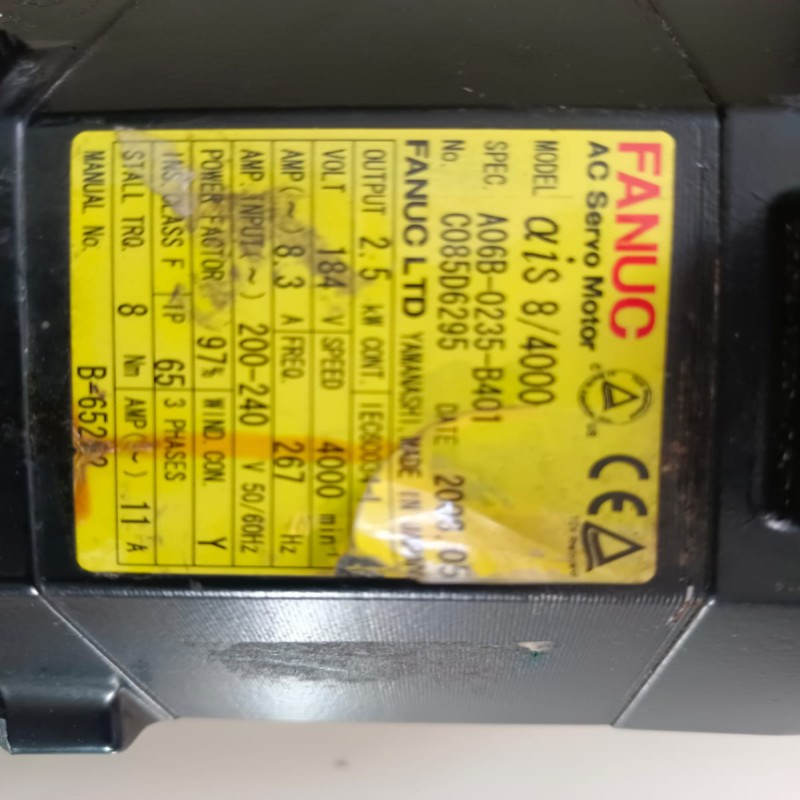 FANUC
AC Servo Motor
MODEL αiS 8/4000
SPEC. A06B-0235-B401
No. C085D6295 DATE
FANUC LTD YAMANASHI, MADE IN JAPAN
OUTPUT 2.5 kW CONT.
VOLT 184 V SPEED 4000 min⁻¹
AMP(~) 8.3 A FREQ. 267 Hz
AMP. INPUT(~) 200-240 V 50/60Hz
POWER FACTOR 97% WIND.CON. Y
INS. CLASS F IP 65 3 PHASES
STALL TRQ. 8 Nm AMP(~) 11 A
MANUAL No.